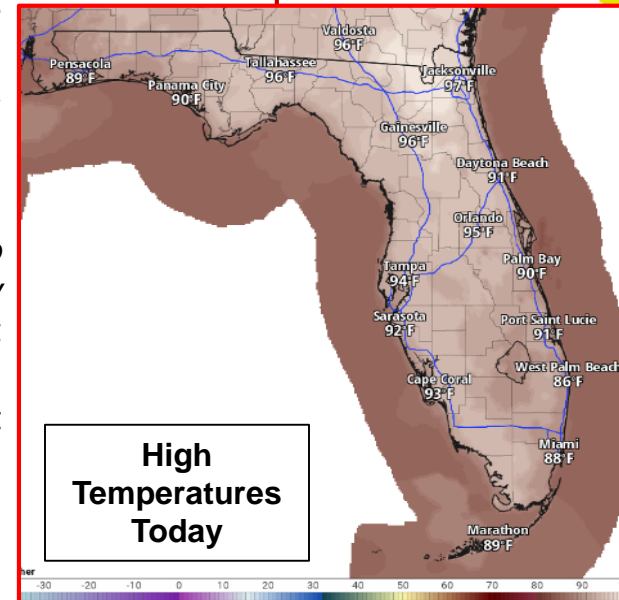 Valdosta
96°F
Pensacola
89°F
Tallahassee
96°F
Jacksonville
97°F
Panama City
90°F
Gainesville
96°F
Daytona Beach
91°F
Orlando
95°F
Tampa
94°F
Palm Bay
90°F
Sarasota
92°F
Port Saint Lucie
91°F
West Palm Beach
86°F
Cape Coral
93°F
Miami
88°F
High
Temperatures
Today
Marathon
89°F
-30 -20 -10 0 10 20 30 40 50 60 70 80 90